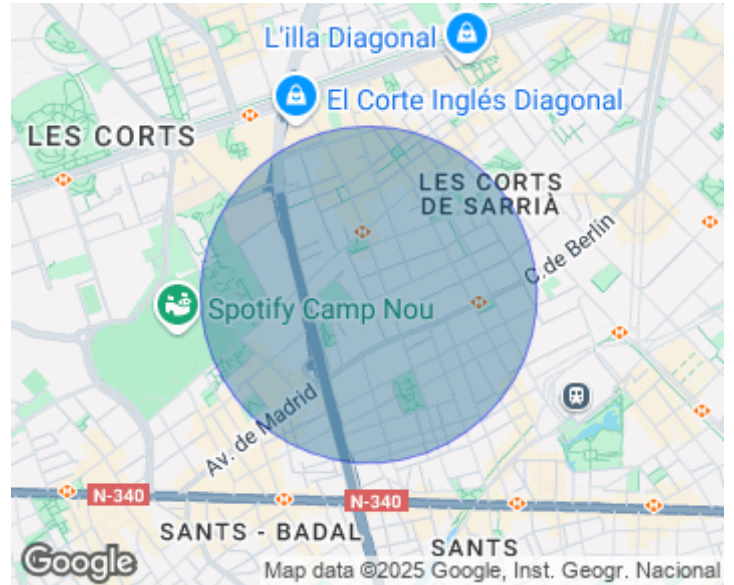 L'illa Diagonal
El Corte Inglés Diagonal
LES CORTS
LES CORTS
DE SARRIÀ
C. de Berlín
Spotify Camp Nou
Av. de Madrid
N-340
N-340
SANTS - BADAL
SANTS
Google
Map data ©2025 Google, Inst. Geogr. Nacional